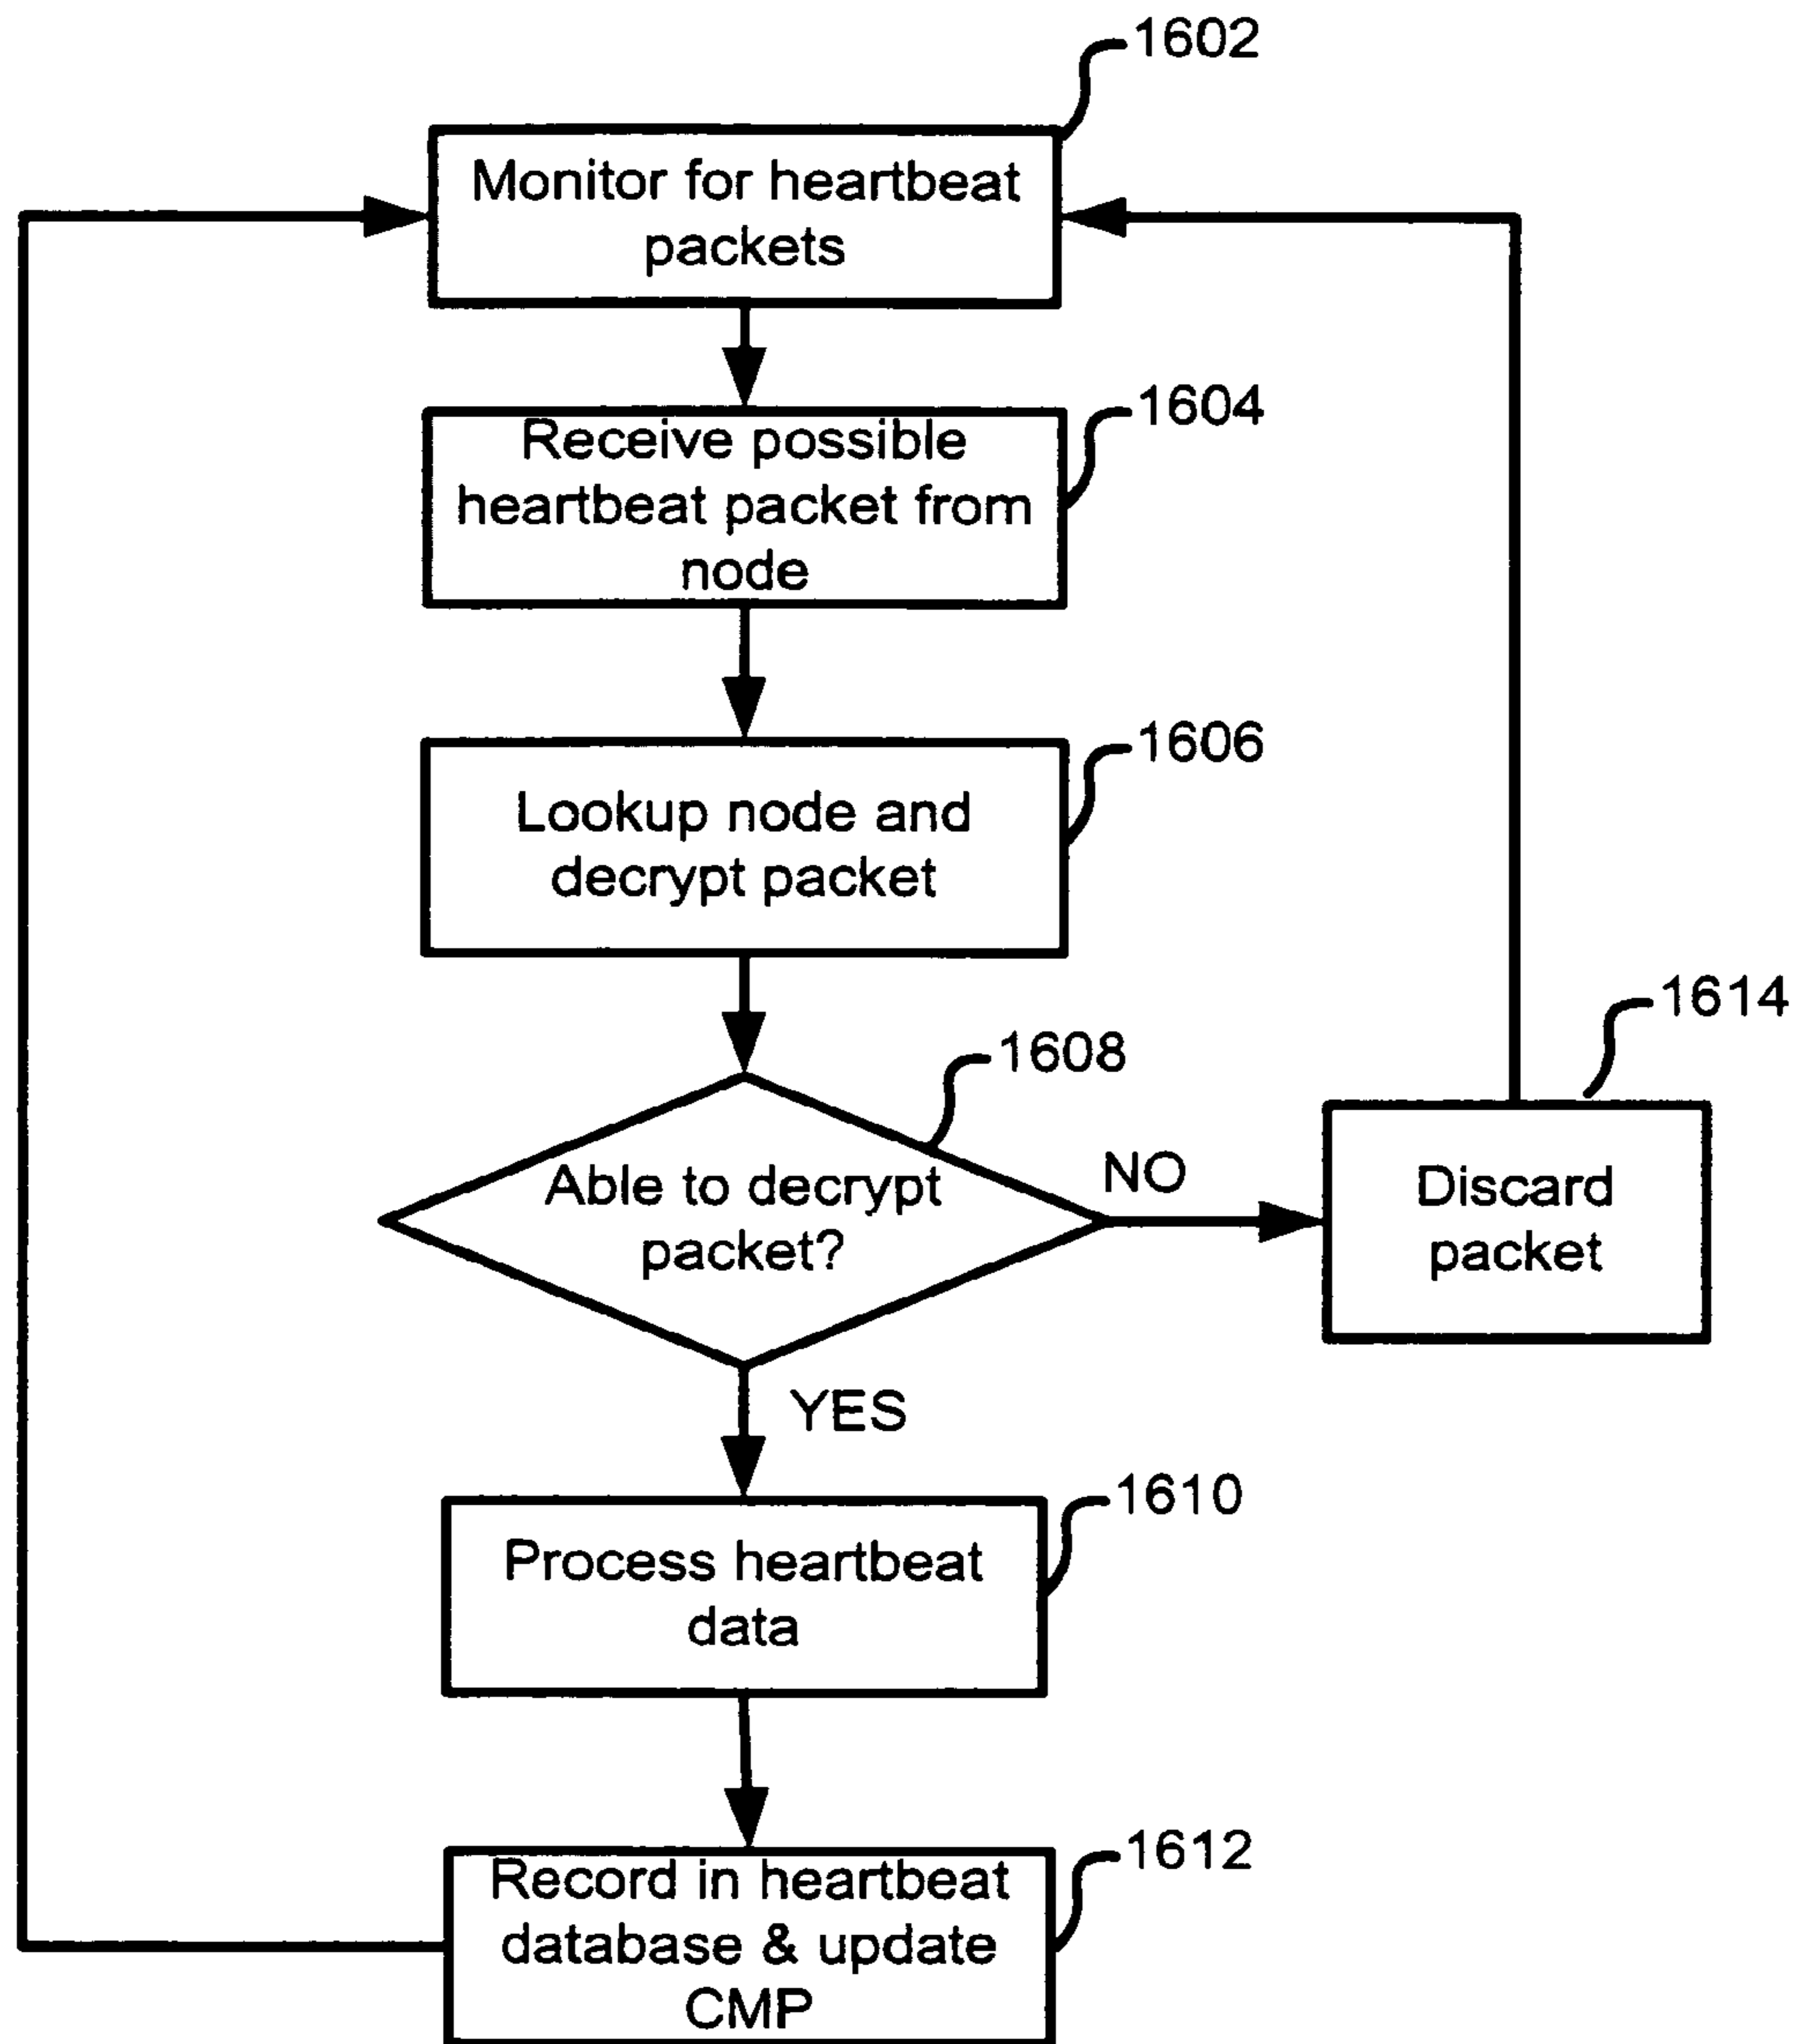 1602
Monitor for heartbeat
packets
1604
Receive possible
heartbeat packet from
node
1606
Lookup node and
decrypt packet
1608
Able to decrypt
packet?
NO
1614
Discard
packet
YES
1610
Process heartbeat
data
1612
Record in heartbeat
database & update
CMP